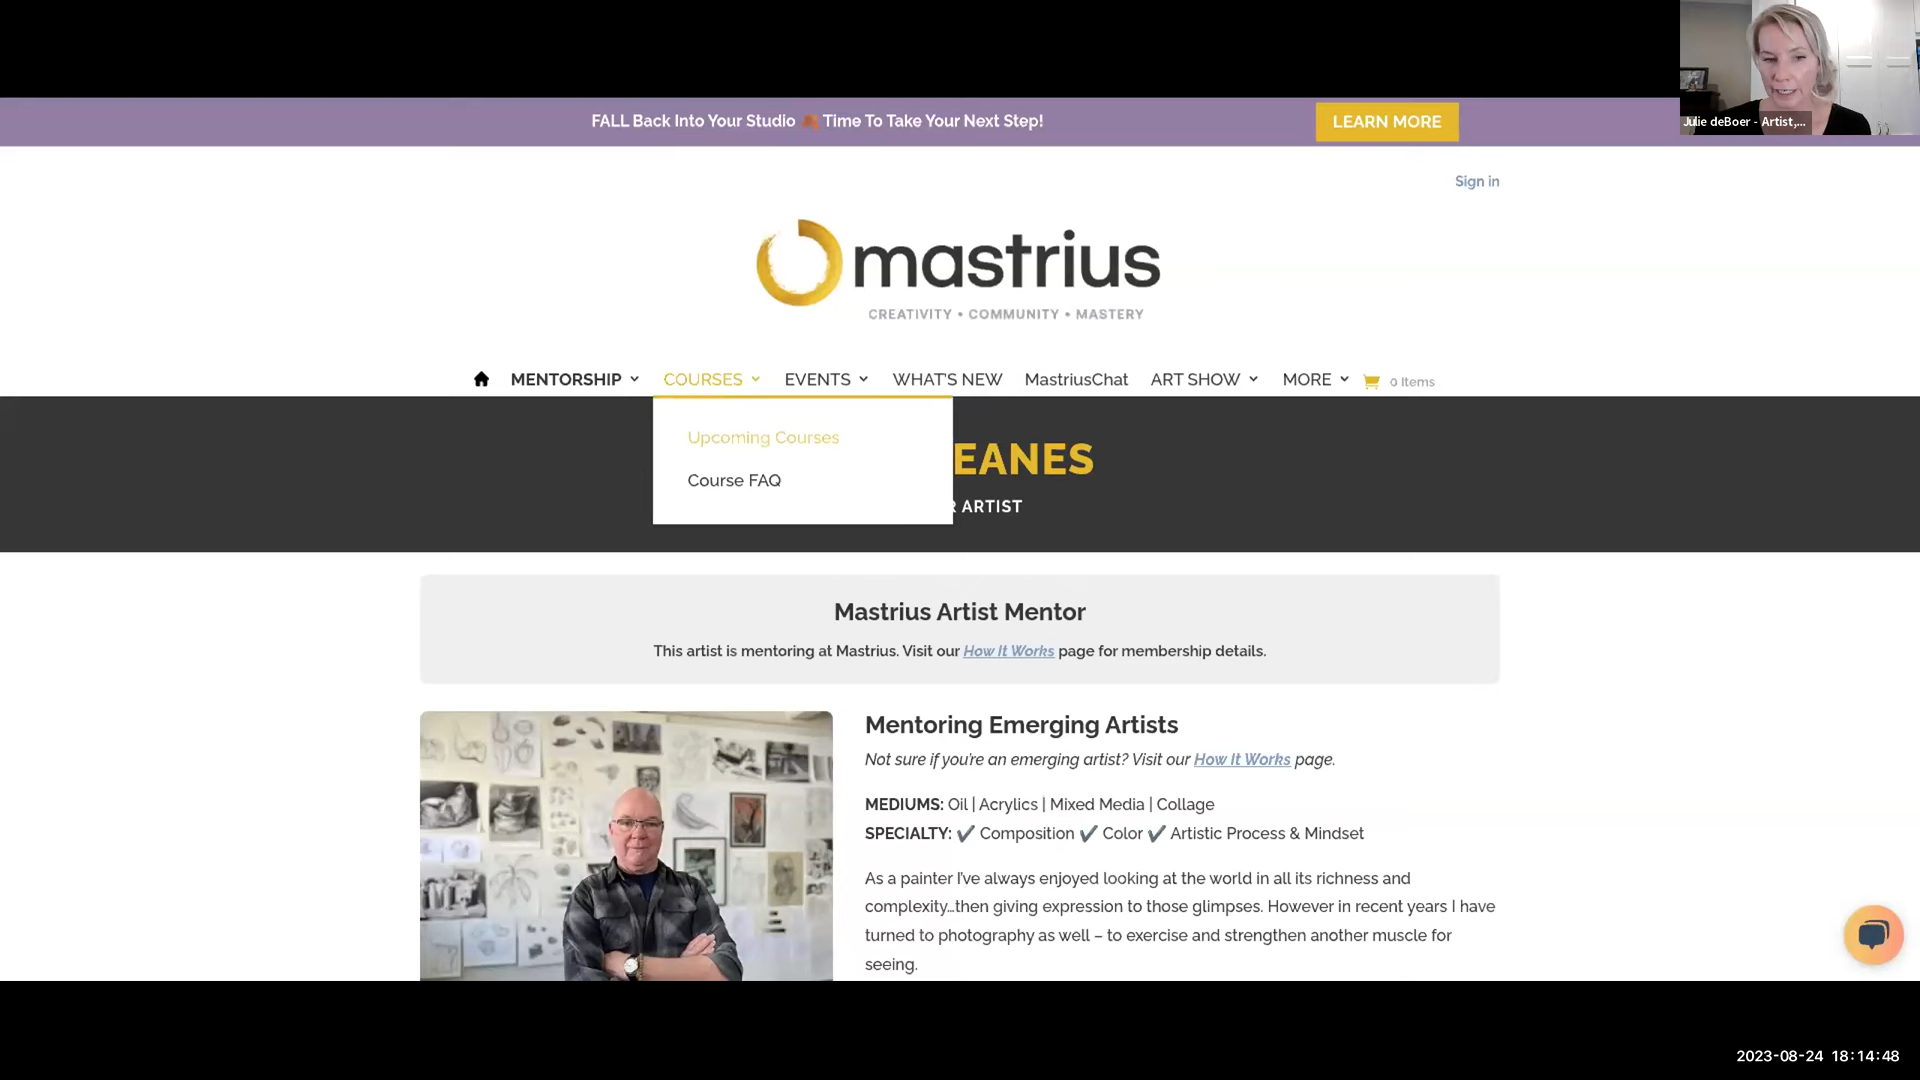 Julie deBoer - Artist,...
FALL Back Into Your Studio 🍂 Time To Take Your Next Step!
LEARN MORE
Sign in
mastrius
CREATIVITY • COMMUNITY • MASTERY
MENTORSHIP COURSES EVENTS WHAT'S NEW MastriusChat ART SHOW MORE 0 Items
Upcoming Courses
Course FAQ
EANES
R ARTIST
Mastrius Artist Mentor
This artist is mentoring at Mastrius. Visit our How It Works page for membership details.
Mentoring Emerging Artists
Not sure if you're an emerging artist? Visit our How It Works page.
MEDIUMS: Oil | Acrylics | Mixed Media | Collage
SPECIALTY: ✔ Composition ✔ Color ✔ Artistic Process & Mindset
As a painter I've always enjoyed looking at the world in all its richness and
complexity...then giving expression to those glimpses. However in recent years I have
turned to photography as well – to exercise and strengthen another muscle for
seeing.
2023-08-24 18:14:48